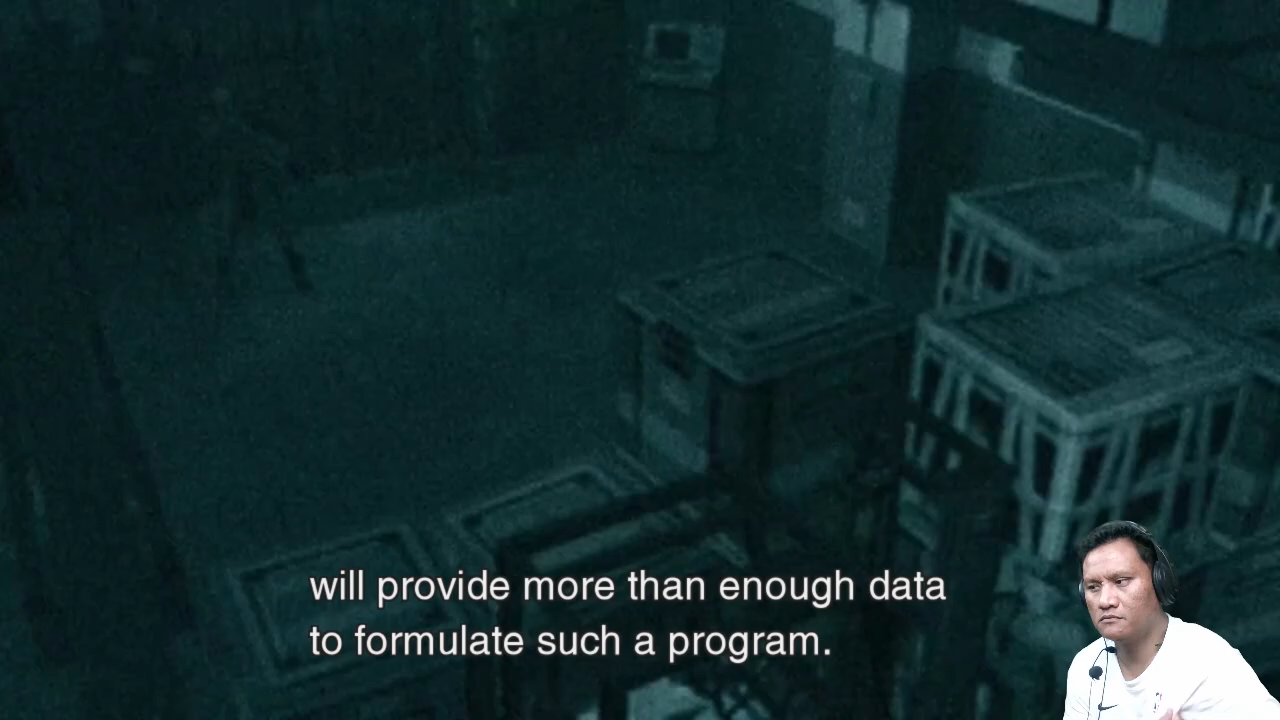 will provide more than enough data
to formulate such a program.